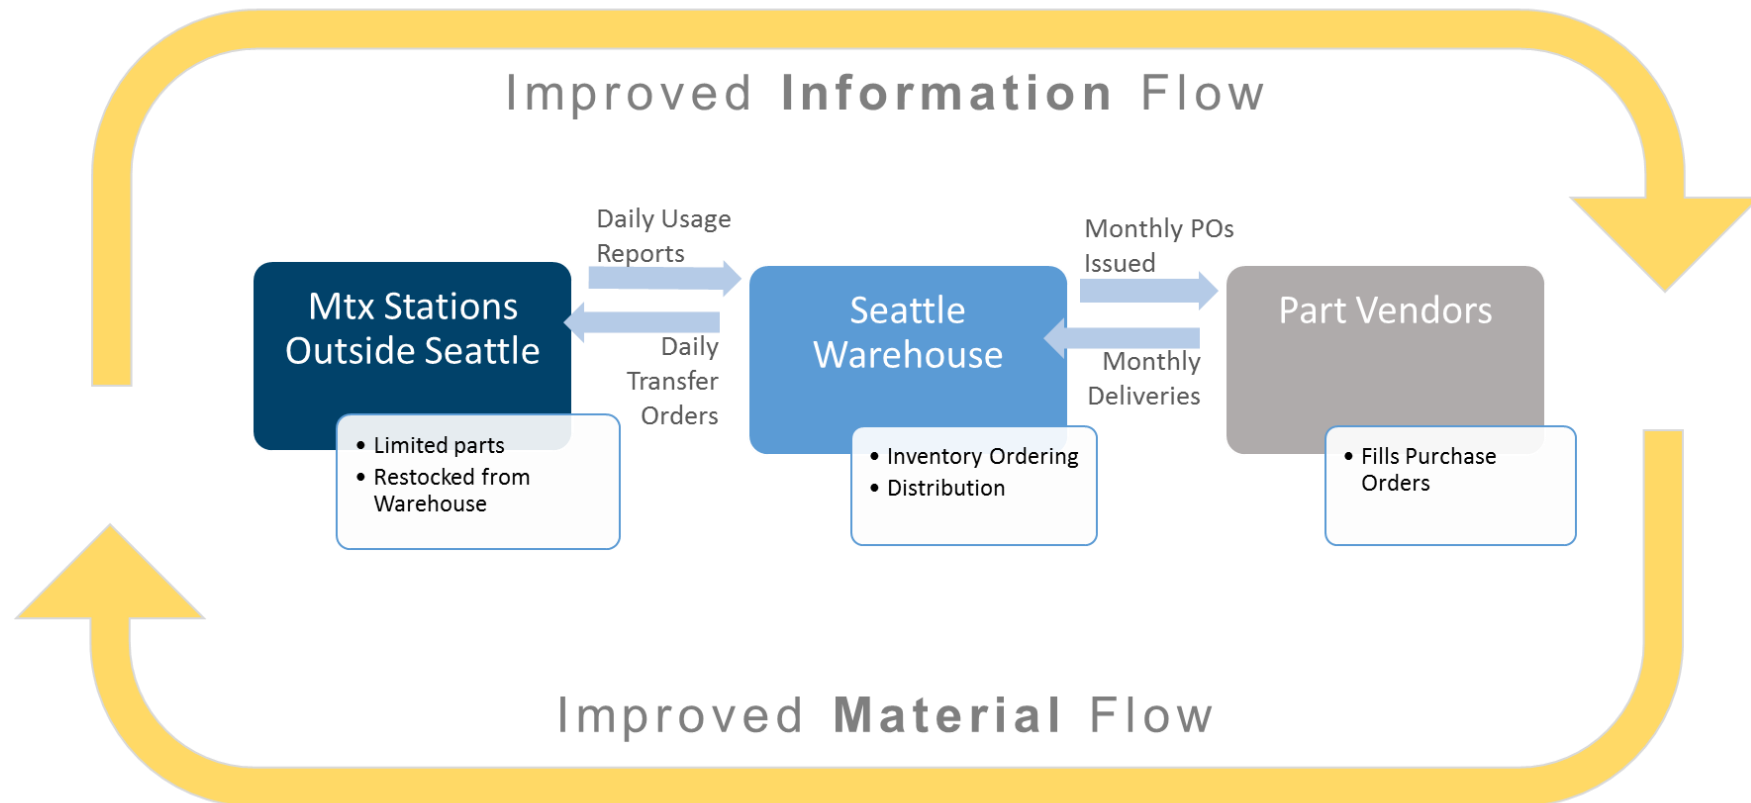 Improved Information Flow
Daily Usage
Reports
Monthly POs
Issued
Mtx Stations
Outside Seattle
Seattle
Warehouse
Part Vendors
Daily
Transfer
Orders
Monthly
Deliveries
• Limited parts
• Restocked from
Warehouse
• Inventory Ordering
• Distribution
• Fills Purchase
Orders
Improved Material Flow